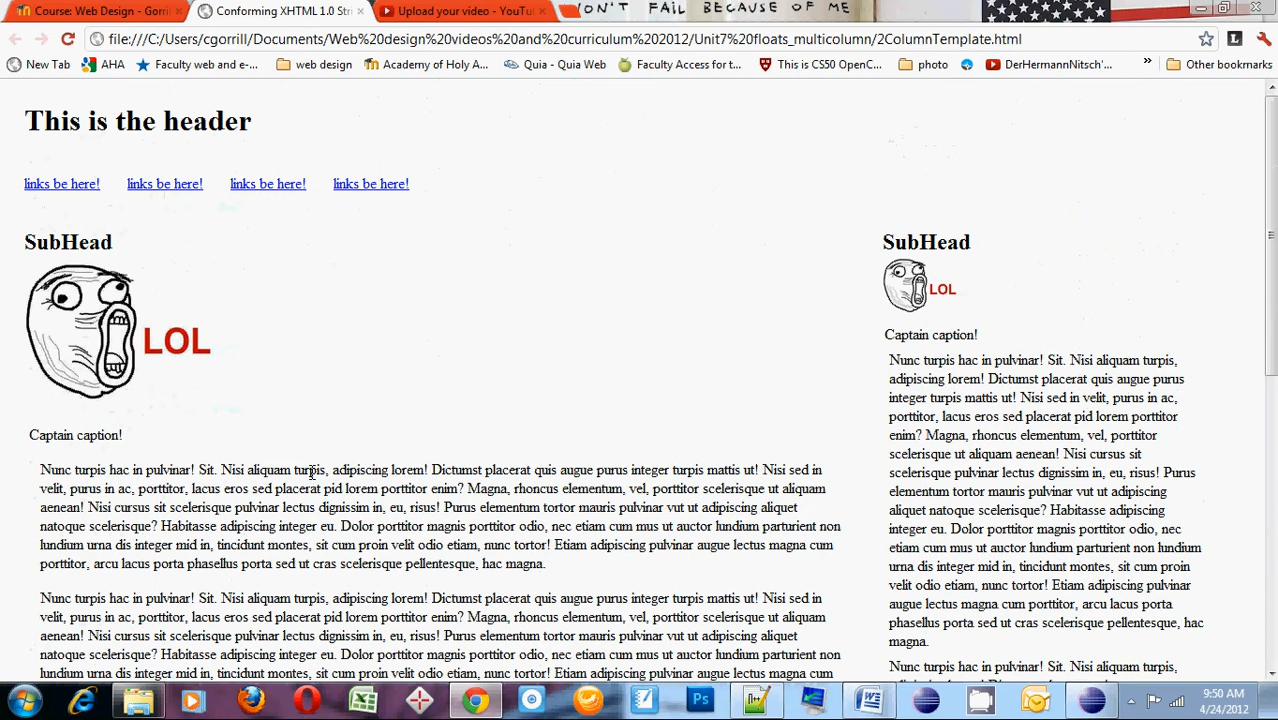 ON'T FAIL BECAUSE OF ME
Course: Web Design - Gorril
Conforming XHTML 1.0 Str
Upload your video - YouTu
file:///C:/Users/cgorrill/Documents/Web%20design%20videos%20and%20curriculum%202012/Unit7%20floats_multicolumn/2ColumnTemplate.html
New Tab
AHA
Faculty web and e-...
web design
Academy of Holy A...
Quia - Quia Web
Faculty Access for t...
This is CS50 OpenC...
photo
DerHermannNitsch'...
»
Other bookmarks
This is the header
links be here! links be here! links be here! links be here!
SubHead
LOL
Captain caption!
Nunc turpis hac in pulvinar! Sit. Nisi aliquam turpis, adipiscing lorem! Dictumst placerat quis augue purus integer turpis mattis ut! Nisi sed in
velit, purus in ac, porttitor, lacus eros sed placerat pid lorem porttitor enim? Magna, rhoncus elementum, vel, porttitor scelerisque ut aliquam
aenean! Nisi cursus sit scelerisque pulvinar lectus dignissim in, eu, risus! Purus elementum tortor mauris pulvinar vut ut adipiscing aliquet
natoque scelerisque? Habitasse adipiscing integer eu. Dolor porttitor magnis porttitor odio, nec etiam cum mus ut auctor lundium parturient non
lundium urna dis integer mid in, tincidunt montes, sit cum proin velit odio etiam, nunc tortor! Etiam adipiscing pulvinar augue lectus magna cum
porttitor, arcu lacus porta phasellus porta sed ut cras scelerisque pellentesque, hac magna.
Nunc turpis hac in pulvinar! Sit. Nisi aliquam turpis, adipiscing lorem! Dictumst placerat quis augue purus integer turpis mattis ut! Nisi sed in
velit, purus in ac, porttitor, lacus eros sed placerat pid lorem porttitor enim? Magna, rhoncus elementum, vel, porttitor scelerisque ut aliquam
aenean! Nisi cursus sit scelerisque pulvinar lectus dignissim in, eu, risus! Purus elementum tortor mauris pulvinar vut ut adipiscing aliquet
natoque scelerisque? Habitasse adipiscing integer eu. Dolor porttitor magnis porttitor odio, nec etiam cum mus ut auctor lundium parturient non
lundium urna dis integer mid in, tincidunt montes, sit cum proin velit odio etiam, nunc tortor! Etiam adipiscing pulvinar augue lectus magna cum
SubHead
LOL
Captain caption!
Nunc turpis hac in pulvinar! Sit. Nisi aliquam turpis,
adipiscing lorem! Dictumst placerat quis augue purus
integer turpis mattis ut! Nisi sed in velit, purus in ac,
porttitor, lacus eros sed placerat pid lorem porttitor
enim? Magna, rhoncus elementum, vel, porttitor
scelerisque ut aliquam aenean! Nisi cursus sit
scelerisque pulvinar lectus dignissim in, eu, risus! Purus
elementum tortor mauris pulvinar vut ut adipiscing
aliquet natoque scelerisque? Habitasse adipiscing
integer eu. Dolor porttitor magnis porttitor odio, nec
etiam cum mus ut auctor lundium parturient non lundium
urna dis integer mid in, tincidunt montes, sit cum proin
velit odio etiam, nunc tortor! Etiam adipiscing pulvinar
augue lectus magna cum porttitor, arcu lacus porta
phasellus porta sed ut cras scelerisque pellentesque, hac
magna.
Nunc turpis hac in pulvinar! Sit. Nisi aliquam turpis,
Ps
9:50 AM
4/24/2012